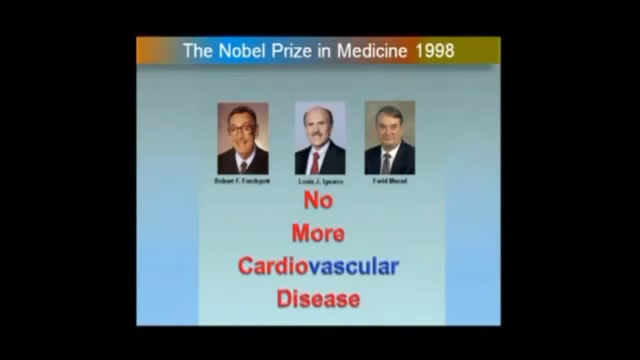 The Nobel Prize in Medicine 1998
Robert F. Furchgott
Louis J. Ignarro
Ferid Murad
No
More
Cardiovascular
Disease